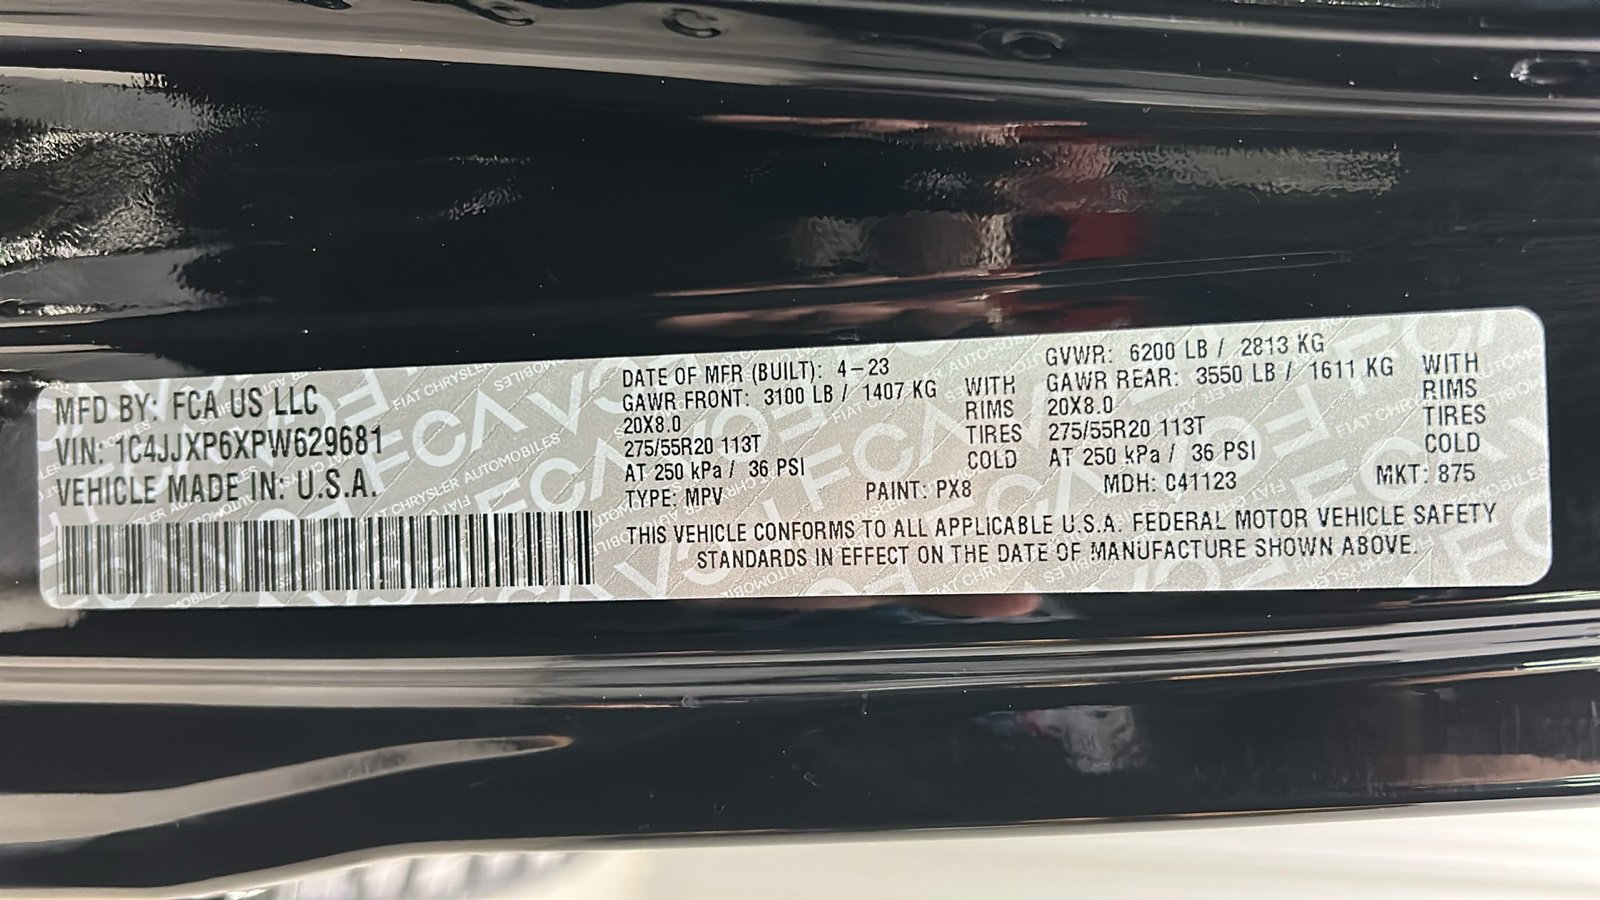 MFD BY: FCA US LLC
VIN: 1C4JJXP6XPW629681
VEHICLE MADE IN: U.S.A.
DATE OF MFR (BUILT): 4-23
GAWR FRONT: 3100 LB / 1407 KG WITH
20X8.0 RIMS
275/55R20 113T TIRES
AT 250 kPa / 36 PSI COLD
GVWR: 6200 LB / 2813 KG
GAWR REAR: 3550 LB / 1611 KG WITH
20X8.0 RIMS
275/55R20 113T TIRES
AT 250 kPa / 36 PSI COLD
TYPE: MPV PAINT: PX8 MDH: 041123 MKT: 875
THIS VEHICLE CONFORMS TO ALL APPLICABLE U.S.A. FEDERAL MOTOR VEHICLE SAFETY
STANDARDS IN EFFECT ON THE DATE OF MANUFACTURE SHOWN ABOVE.